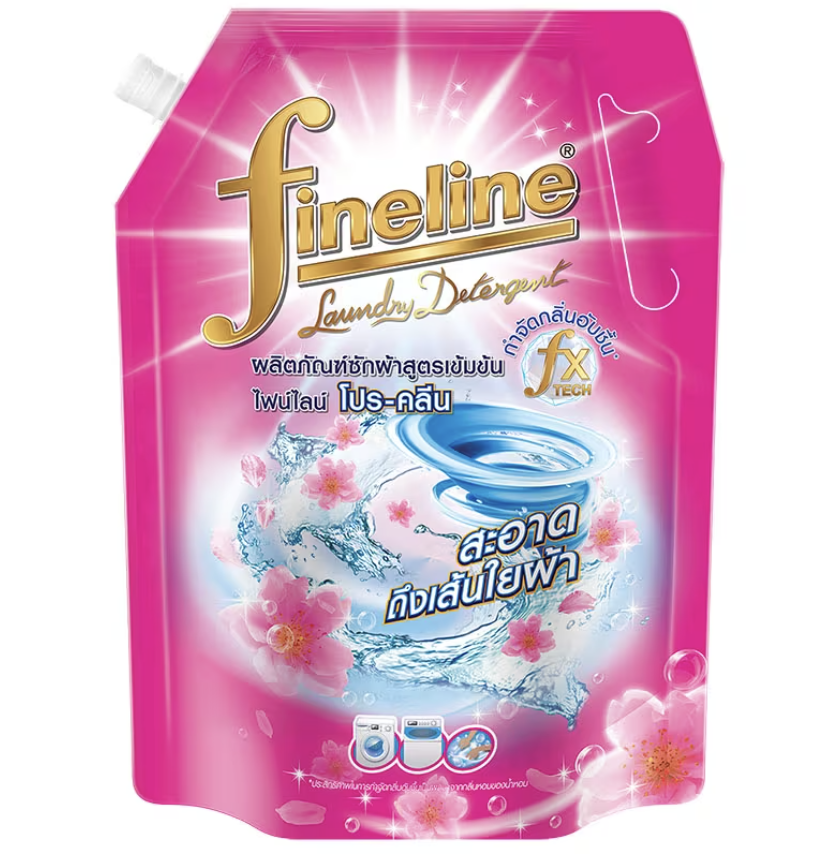 fineline®
Laundry Detergent
กำจัดกลิ่นอับชื้น*
fx
TECH
ผลิตภัณฑ์ซักผ้าสูตรเข้มข้น
ไฟน์ไลน์ โปร-คลีน
สะอาด
ถึงเส้นใยผ้า